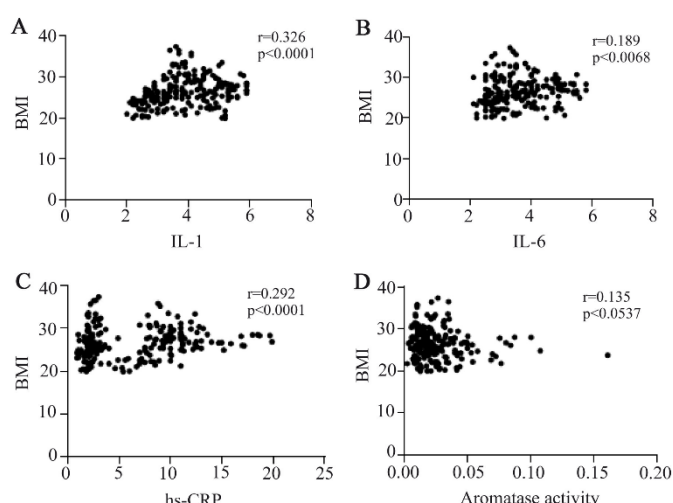 A
r=0.326
p<0.0001
BMI
40
30
20
10
0
0 2 4 6 8
IL-1
B
r=0.189
p<0.0068
BMI
40
30
20
10
0
0 2 4 6 8
IL-6
C
r=0.292
p<0.0001
BMI
40
30
20
10
0
0 5 10 15 20 25
hs-CRP
D
r=0.135
p<0.0537
BMI
40
30
20
10
0
0.00 0.05 0.10 0.15 0.20
Aromatase activity